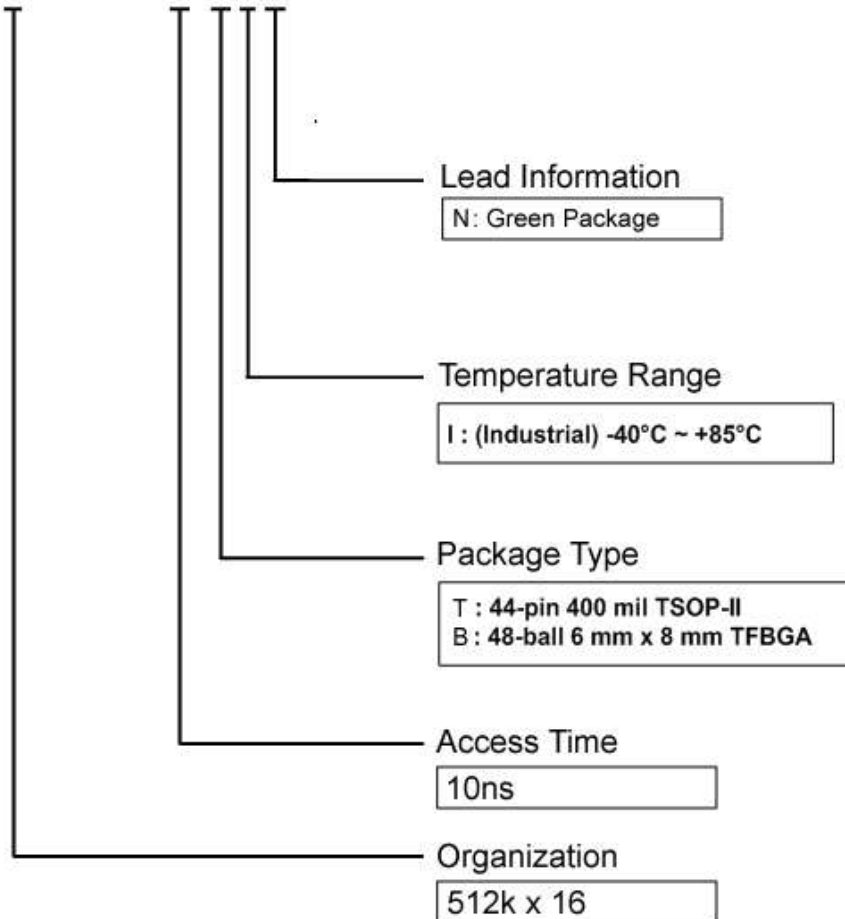 Lead Information
N: Green Package
Temperature Range
I : (Industrial) -40°C ~ +85°C
Package Type
T : 44-pin 400 mil TSOP-II
B : 48-ball 6 mm x 8 mm TFBGA
Access Time
10ns
Organization
512k x 16